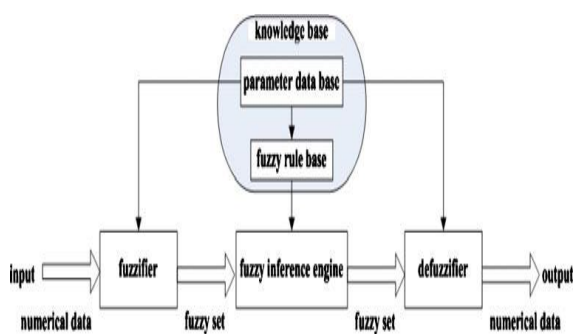 knowledge base
parameter data base
fuzzy rule base
fuzzifier
fuzzy inference engine
defuzzifier
input
output
numerical data
fuzzy set
fuzzy set
numerical data